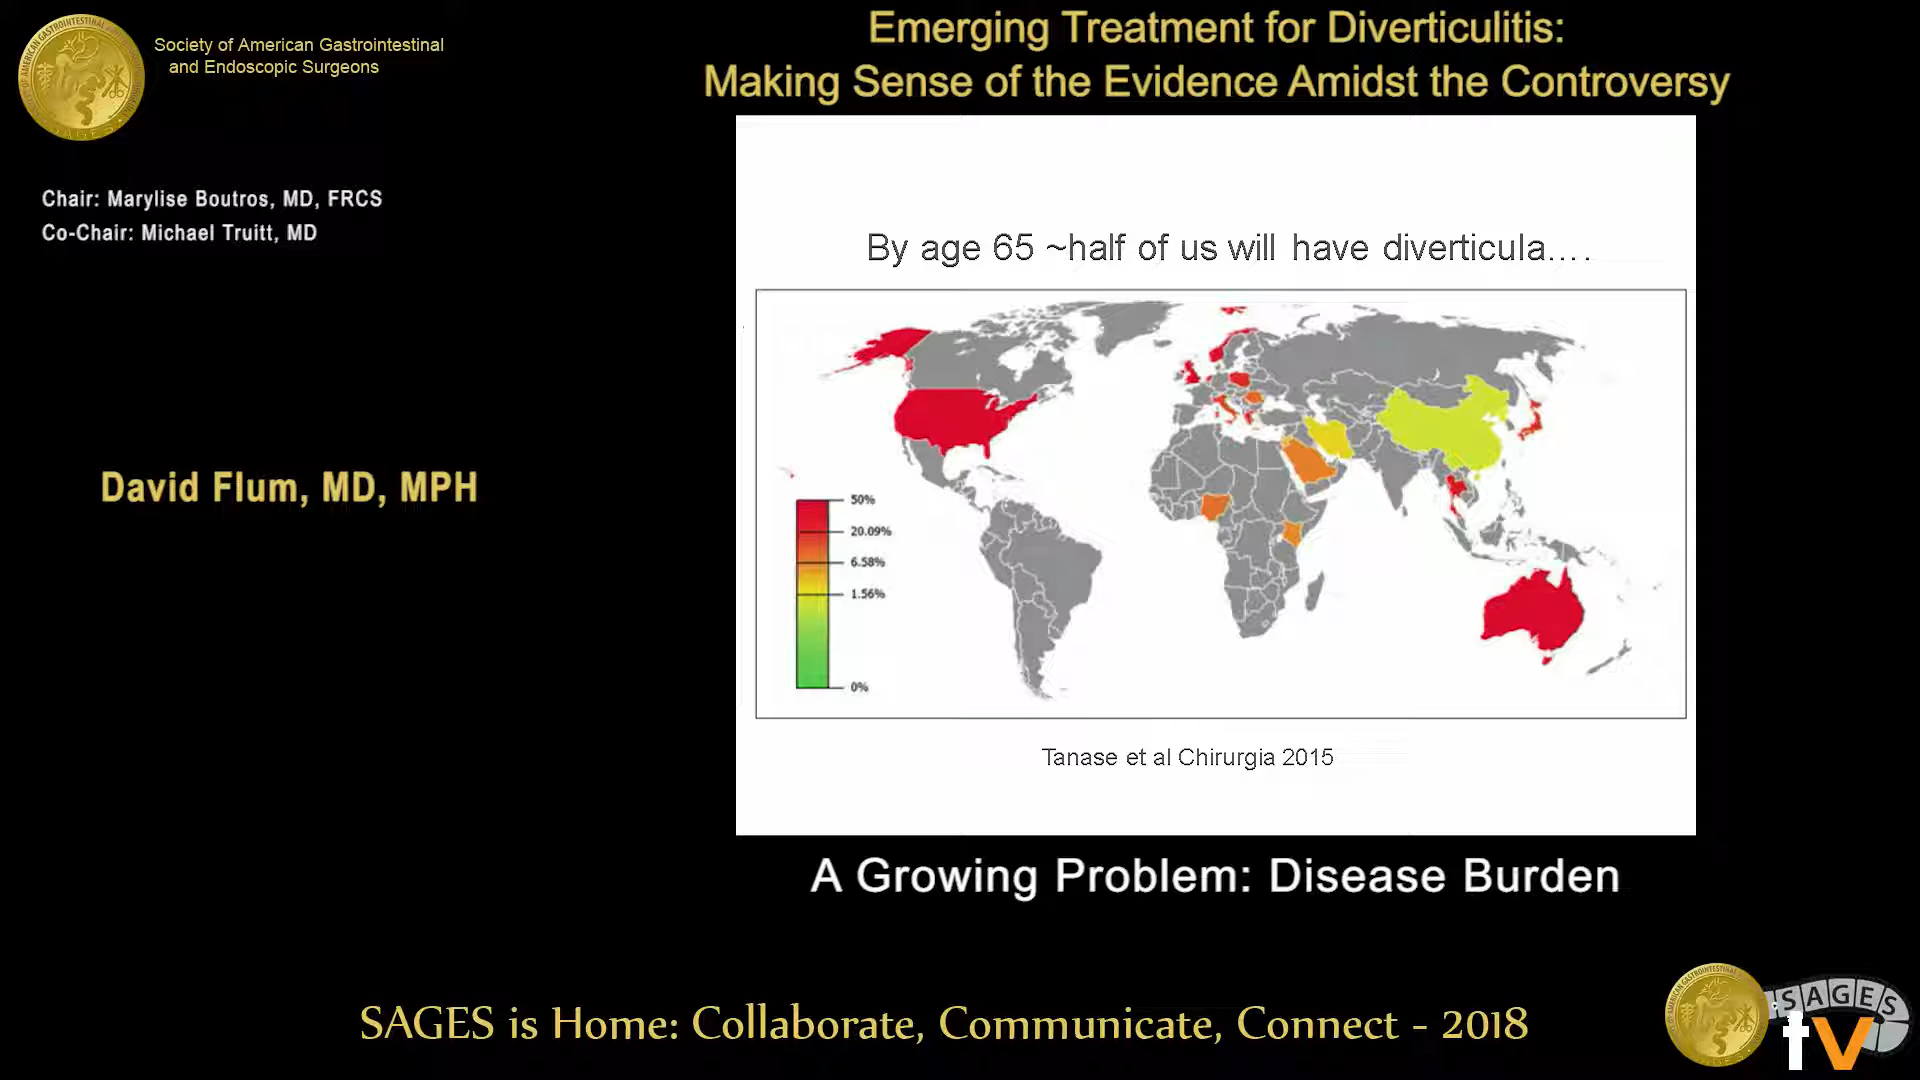 Society of American Gastrointestinal
and Endoscopic Surgeons
Emerging Treatment for Diverticulitis:
Making Sense of the Evidence Amidst the Controversy
Chair: Marylise Boutros, MD, FRCS
Co-Chair: Michael Truitt, MD
David Flum, MD, MPH
By age 65 ~half of us will have diverticula....
50%
20.09%
6.58%
1.56%
0%
Tanase et al Chirurgia 2015
A Growing Problem: Disease Burden
SAGES is Home: Collaborate, Communicate, Connect - 2018
SAGES
tv